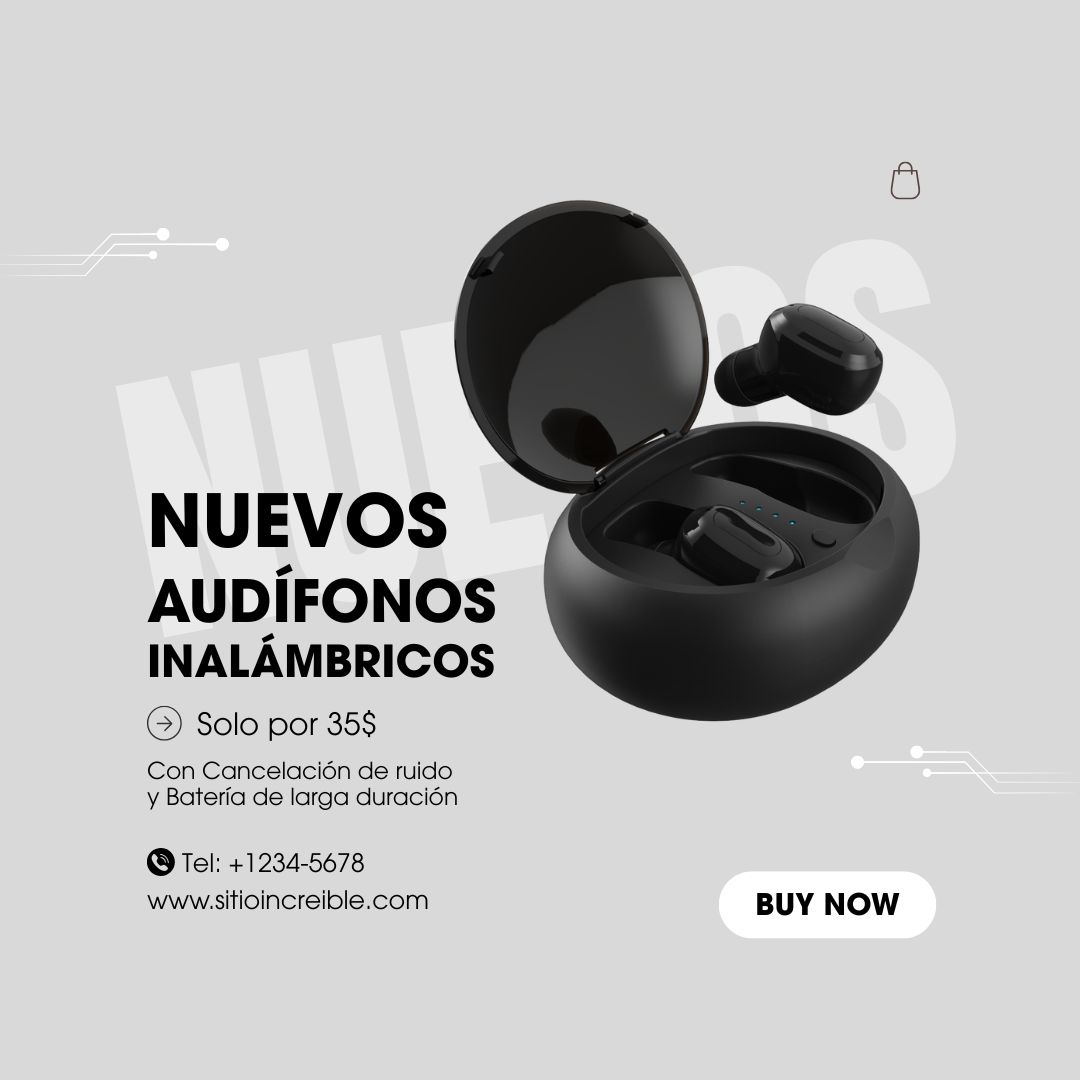 NUEVOS
NUEVOS
AUDÍFONOS
INALÁMBRICOS
Solo por 35$
Con Cancelación de ruido
y Batería de larga duración
Tel: +1234-5678
www.sitioincreible.com
BUY NOW